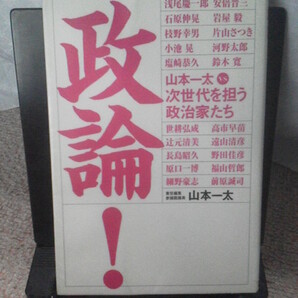 政論!
浅尾慶一郎 安倍晋三
石原伸晃 岩屋 毅
枝野幸男 片山さつき
小池 晃 河野太郎
塩崎恭久 鈴木 寛
山本一太 vs.
次世代を担う
政治家たち
世耕弘成 高市早苗
辻元清美 遠山清彦
長島昭久 野田佳彦
原口一博 福山哲郎
細野豪志 前原誠司
山本一太